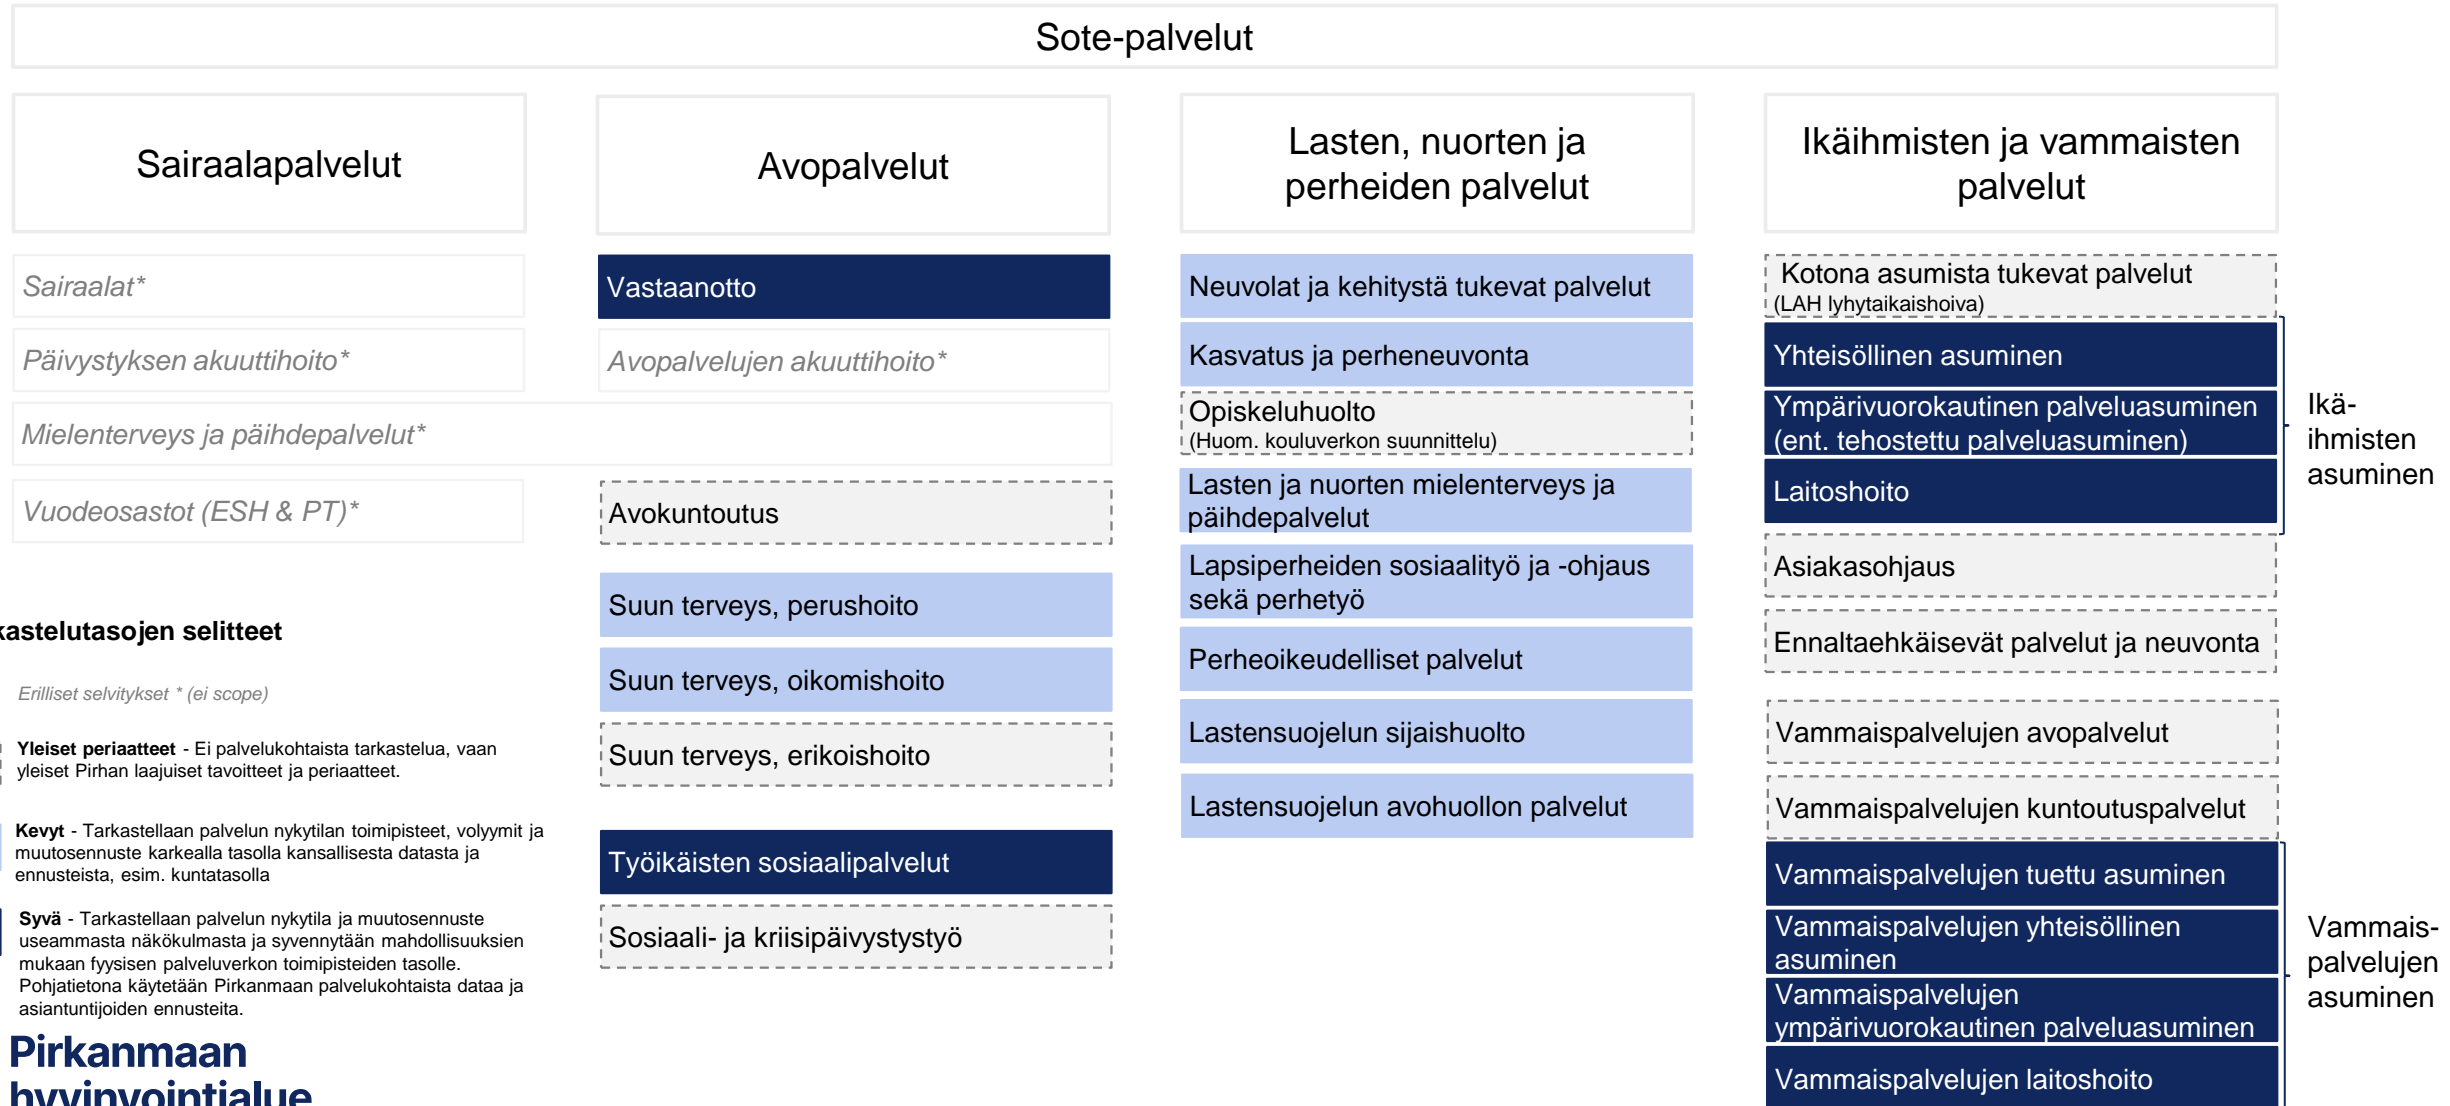 Sote-palvelut
Sairaalapalvelut
Sairaalat*
Päivystyksen akuuttihoito*
Mielenterveys ja päihdepalvelut*
Vuodeosastot (ESH & PT)*
Avopalvelut
Vastaanotto
Avopalvelujen akuuttihoito*
Avokuntoutus
Suun terveys, perushoito
Suun terveys, oikomishoito
Suun terveys, erikoishoito
Työikäisten sosiaalipalvelut
Sosiaali- ja kriisipäivystystyö
Lasten, nuorten ja
perheiden palvelut
Neuvolat ja kehitystä tukevat palvelut
Kasvatus ja perheneuvonta
Opiskeluhuolto
(Huom. kouluverkon suunnittelu)
Lasten ja nuorten mielenterveys ja
päihdepalvelut
Lapsiperheiden sosiaalityö ja -ohjaus
sekä perhetyö
Perheoikeudelliset palvelut
Lastensuojelun sijaishuolto
Lastensuojelun avohuollon palvelut
Ikäihmisten ja vammaisten
palvelut
Kotona asumista tukevat palvelut
(LAH lyhytaikaishoiva)
Yhteisöllinen asuminen
Ympärivuorokautinen palveluasuminen
(ent. tehostettu palveluasuminen)
Laitoshoito
Ikä-
ihmisten
asuminen
Asiakasohjaus
Ennaltaehkäisevät palvelut ja neuvonta
Vammaispalvelujen avopalvelut
Vammaispalvelujen kuntoutuspalvelut
Vammaispalvelujen tuettu asuminen
Vammaispalvelujen yhteisöllinen
asuminen
Vammaispalvelujen
ympärivuorokautinen palveluasuminen
Vammaispalvelujen laitoshoito
Vammais-
palvelujen
asuminen
kastelutasojen selitteet
Erilliset selvitykset * (ei scope)
Yleiset periaatteet - Ei palvelukohtaista tarkastelua, vaan
yleiset Pirhan laajuiset tavoitteet ja periaatteet.
Kevyt - Tarkastellaan palvelun nykytilan toimipisteet, volyymit ja
muutosennuste karkealla tasolla kansallisesta datasta ja
ennusteista, esim. kuntatasolla
Syvä - Tarkastellaan palvelun nykytila ja muutosennuste
useammasta näkökulmasta ja syvennytään mahdollisuuksien
mukaan fyysisen palveluverkon toimipisteiden tasolle.
Pohjatietona käytetään Pirkanmaan palvelukohtaista dataa ja
asiantuntijoiden ennusteita.
Pirkanmaan
hyvinvointialue